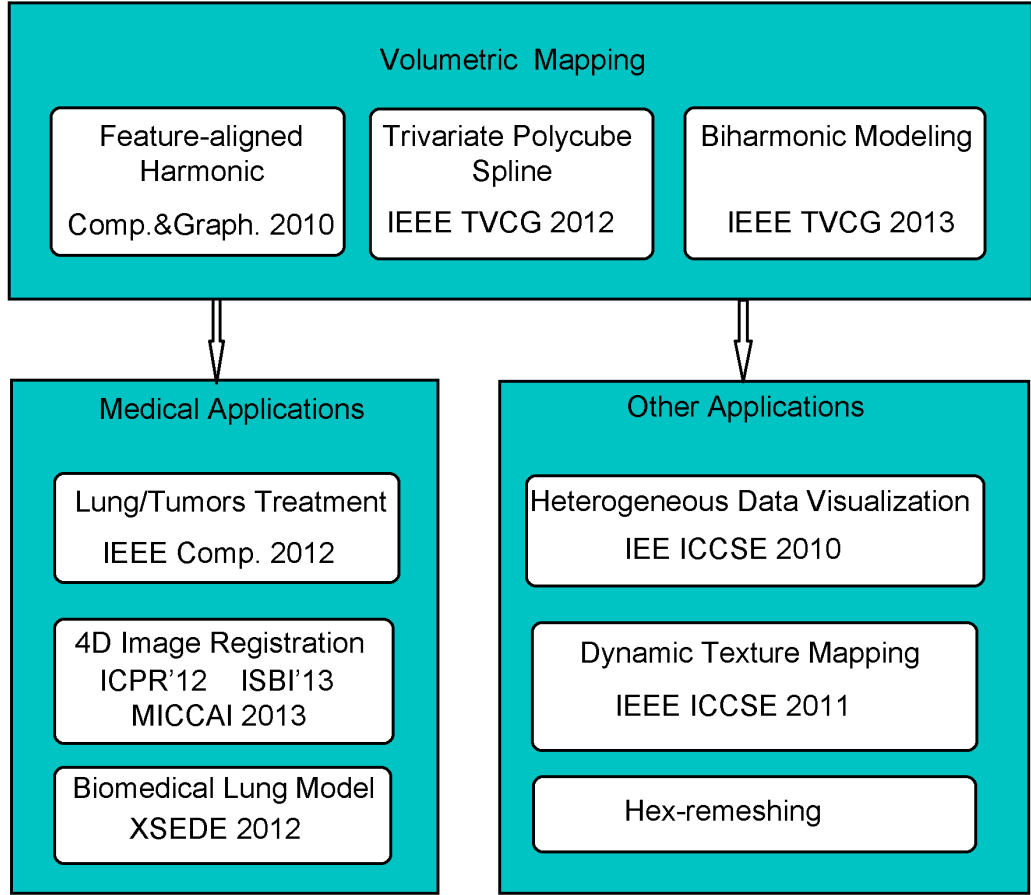 Volumetric Mapping
Feature-aligned
Harmonic
Comp.&Graph. 2010
Trivariate Polycube
Spline
IEEE TVCG 2012
Biharmonic Modeling
IEEE TVCG 2013
Medical Applications
Lung/Tumors Treatment
IEEE Comp. 2012
4D Image Registration
ICPR’12 ISBI’13
MICCAI 2013
Biomedical Lung Model
XSEDE 2012
Other Applications
Heterogeneous Data Visualization
IEE ICCSE 2010
Dynamic Texture Mapping
IEEE ICCSE 2011
Hex-remeshing